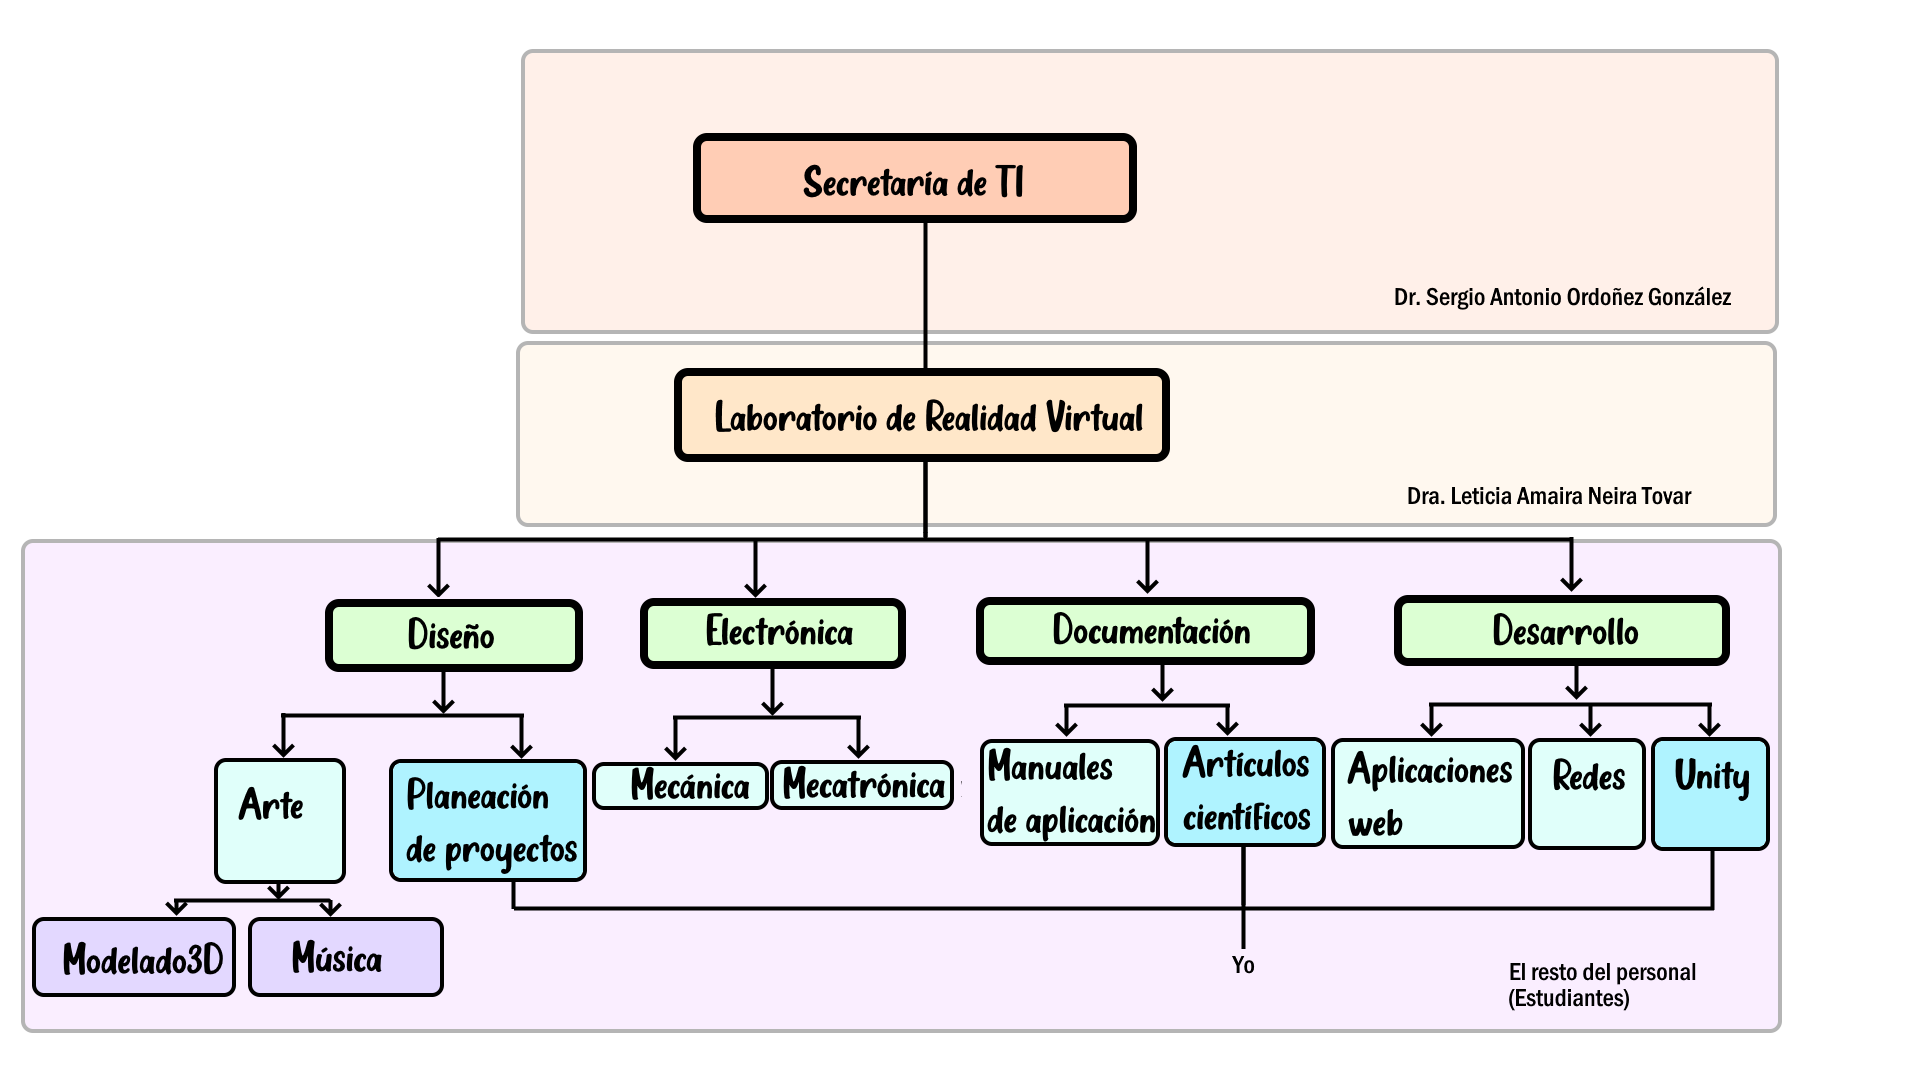 Secretaría de TI
Dr. Sergio Antonio Ordoñez González
Laboratorio de Realidad Virtual
Dra. Leticia Amaira Neira Tovar
Diseño
Electrónica
Documentación
Desarrollo
Arte
Planeación
de proyectos
Mecánica
Mecatrónica
Manuales
de aplicación
Artículos
científicos
Aplicaciones
web
Redes
Unity
Modelado3D
Música
Yo
El resto del personal
(Estudiantes)